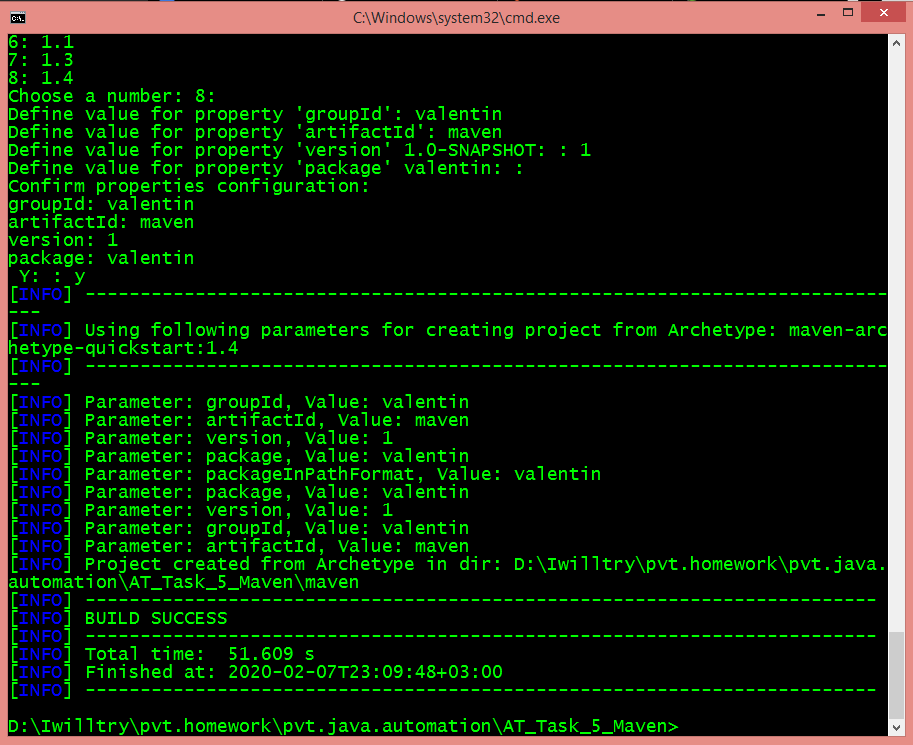 C:\Windows\system32\cmd.exe
6: 1.1
7: 1.3
8: 1.4
Choose a number: 8:
Define value for property 'groupId': valentin
Define value for property 'artifactId': maven
Define value for property 'version' 1.0-SNAPSHOT: : 1
Define value for property 'package' valentin: :
Confirm properties configuration:
groupId: valentin
artifactId: maven
version: 1
package: valentin
 Y: : y
[INFO] -------------------------------------------------------------------------
---
[INFO] Using following parameters for creating project from Archetype: maven-arc
hetype-quickstart:1.4
[INFO] -------------------------------------------------------------------------
---
[INFO] Parameter: groupId, Value: valentin
[INFO] Parameter: artifactId, Value: maven
[INFO] Parameter: version, Value: 1
[INFO] Parameter: package, Value: valentin
[INFO] Parameter: packageInPathFormat, Value: valentin
[INFO] Parameter: package, Value: valentin
[INFO] Parameter: version, Value: 1
[INFO] Parameter: groupId, Value: valentin
[INFO] Parameter: artifactId, Value: maven
[INFO] Project created from Archetype in dir: D:\Iwilltry\pvt.homework\pvt.java.
automation\AT_Task_5_Maven\maven
[INFO] ------------------------------------------------------------------------
[INFO] BUILD SUCCESS
[INFO] ------------------------------------------------------------------------
[INFO] Total time:  51.609 s
[INFO] Finished at: 2020-02-07T23:09:48+03:00
[INFO] ------------------------------------------------------------------------
D:\Iwilltry\pvt.homework\pvt.java.automation\AT_Task_5_Maven>